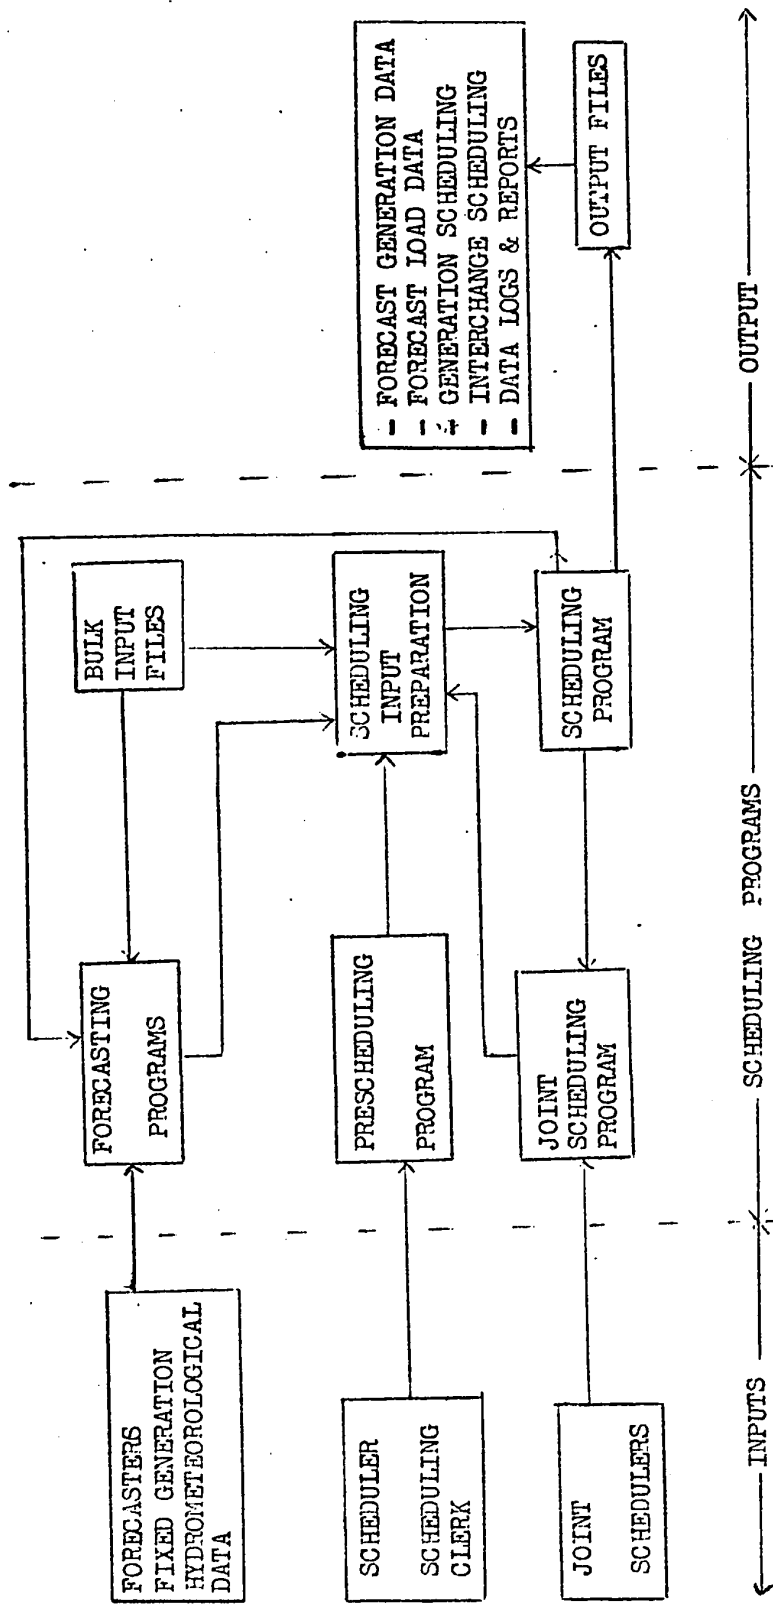 FORECASTERS
FIXED GENERATION
HYDROMETEOROLOGICAL
DATA
SCHEDULER
SCHEDULING
CLERK
JOINT
SCHEDULERS
FORECASTING
PROGRAMS
PRESCHEDULING
PROGRAM
JOINT
SCHEDULING
PROGRAM
BULK
INPUT
FILES
SCHEDULING
INPUT
PREPARATION
SCHEDULING
PROGRAM
- FORECAST GENERATION DATA
- FORECAST LOAD DATA
- GENERATION SCHEDULING
- INTERCHANGE SCHEDULING
- DATA LOGS & REPORTS
OUTPUT FILES
INPUTS
SCHEDULING PROGRAMS
OUTPUT